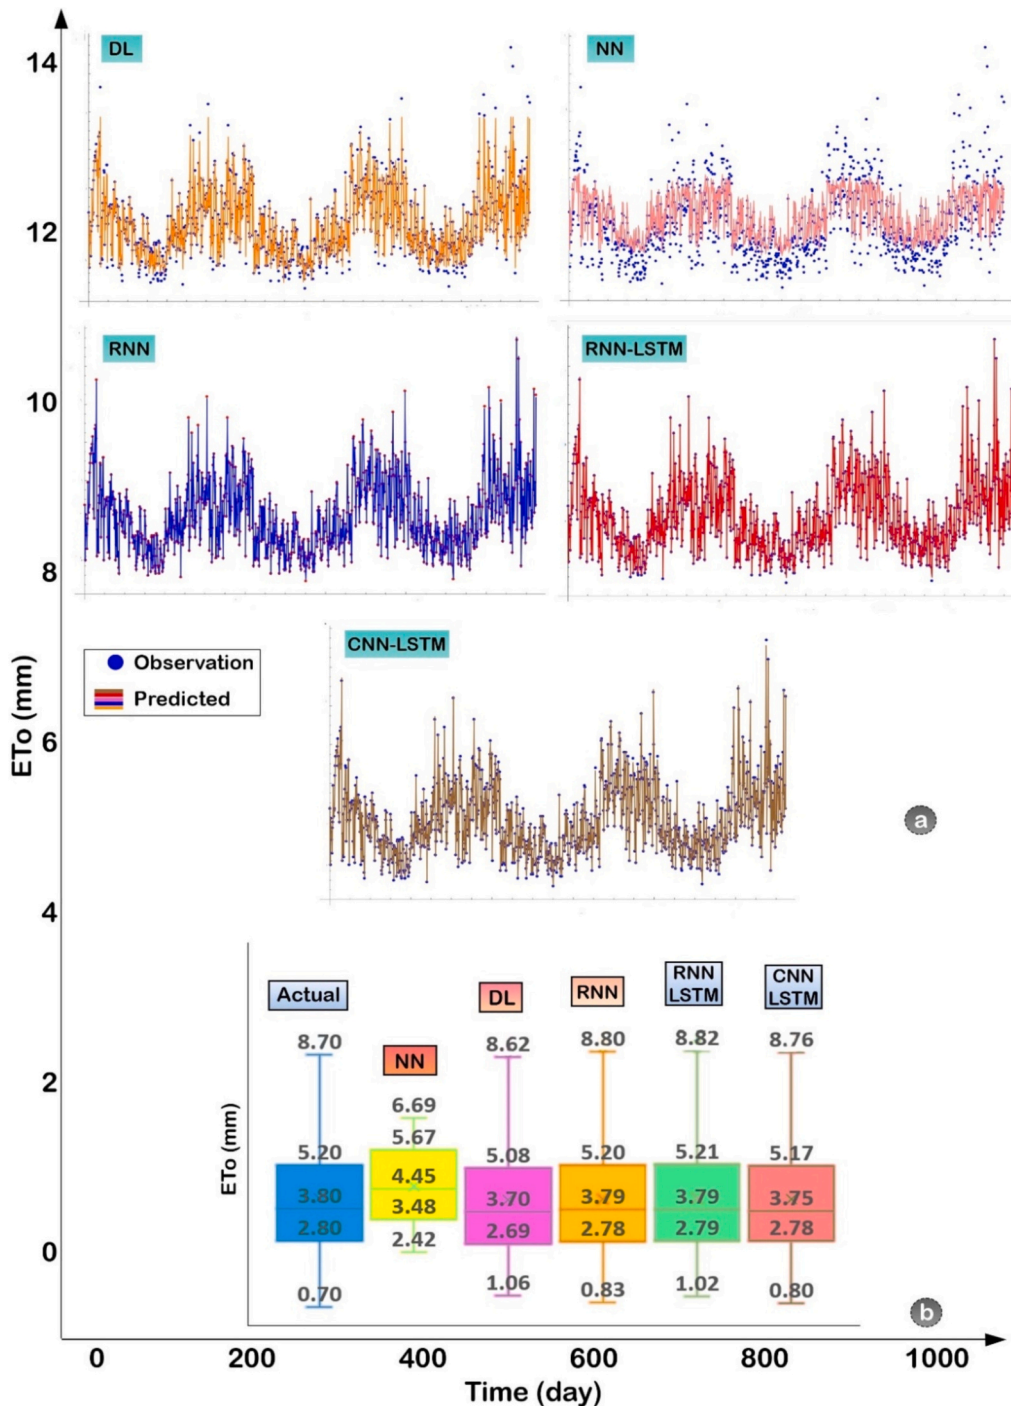 14
DL
NN
12
RNN
RNN-LSTM
10
8
CNN-LSTM
Observation
Predicted
6
ETo (mm)
a
4
Actual
DL
RNN
RNN
LSTM
CNN
LSTM
8.70
NN
8.62
8.80
8.82
8.76
2
6.69
ETo (mm)
5.20
5.67
5.08
5.20
5.21
5.17
3.80
4.45
3.70
3.79
3.79
3.75
2.80
3.48
2.69
2.78
2.79
2.78
0
2.42
0.70
1.06
0.83
1.02
0.80
b
0 200 400 600 800 1000
Time (day)